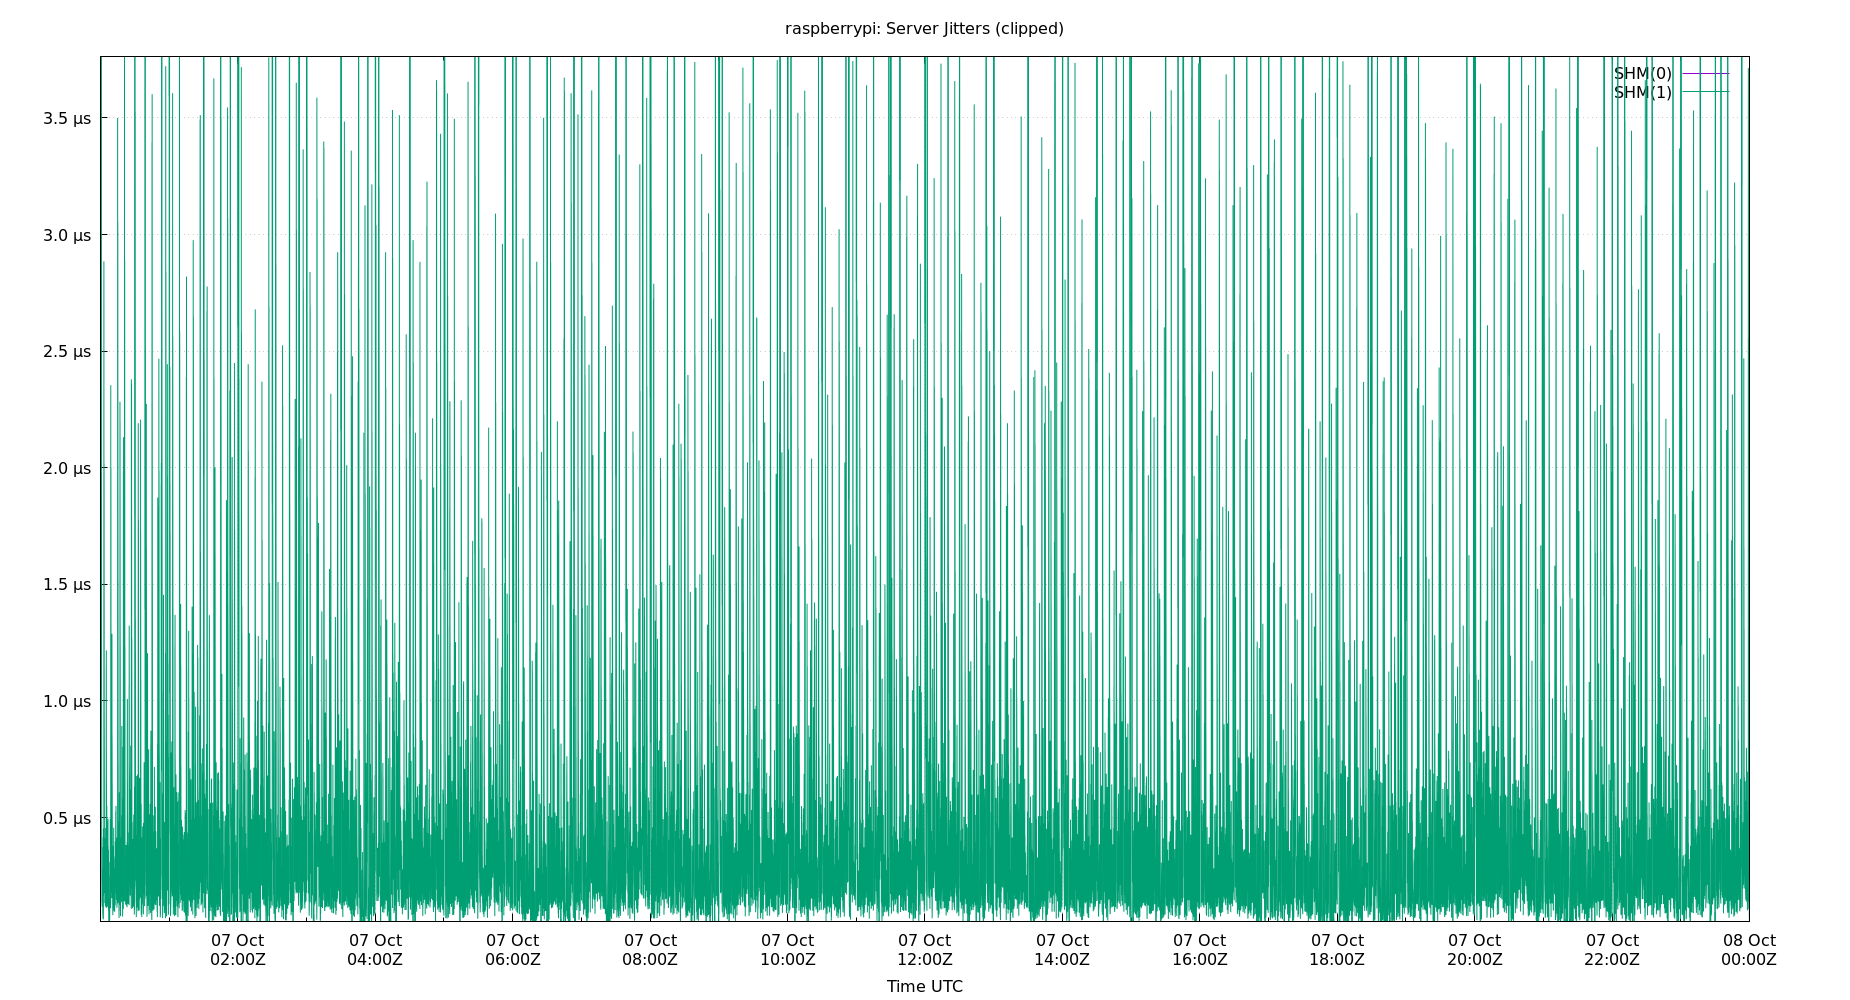 raspberrypi: Server Jitters (clipped)
SHM(0)
SHM(1)
3.5 µs
3.0 µs
2.5 µs
2.0 µs
1.5 µs
1.0 µs
0.5 µs
07 Oct 07 Oct 07 Oct 07 Oct 07 Oct 07 Oct 07 Oct 07 Oct 07 Oct 07 Oct 07 Oct 08 Oct
02:00Z 04:00Z 06:00Z 08:00Z 10:00Z 12:00Z 14:00Z 16:00Z 18:00Z 20:00Z 22:00Z 00:00Z
Time UTC